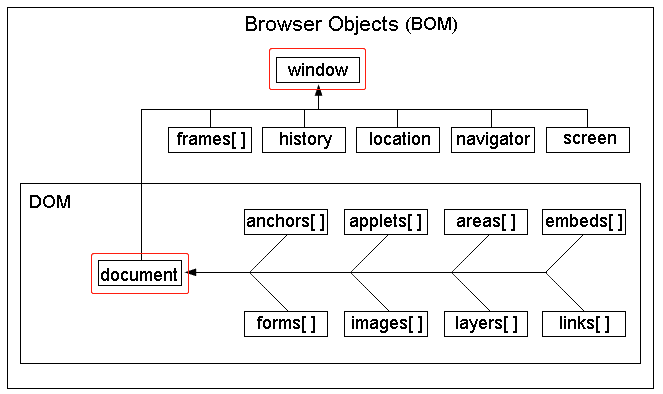 Browser Objects (BOM)
window
frames[ ] history location navigator screen
DOM
anchors[ ] applets[ ] areas[ ] embeds[ ]
document
forms[ ] images[ ] layers[ ] links[ ]